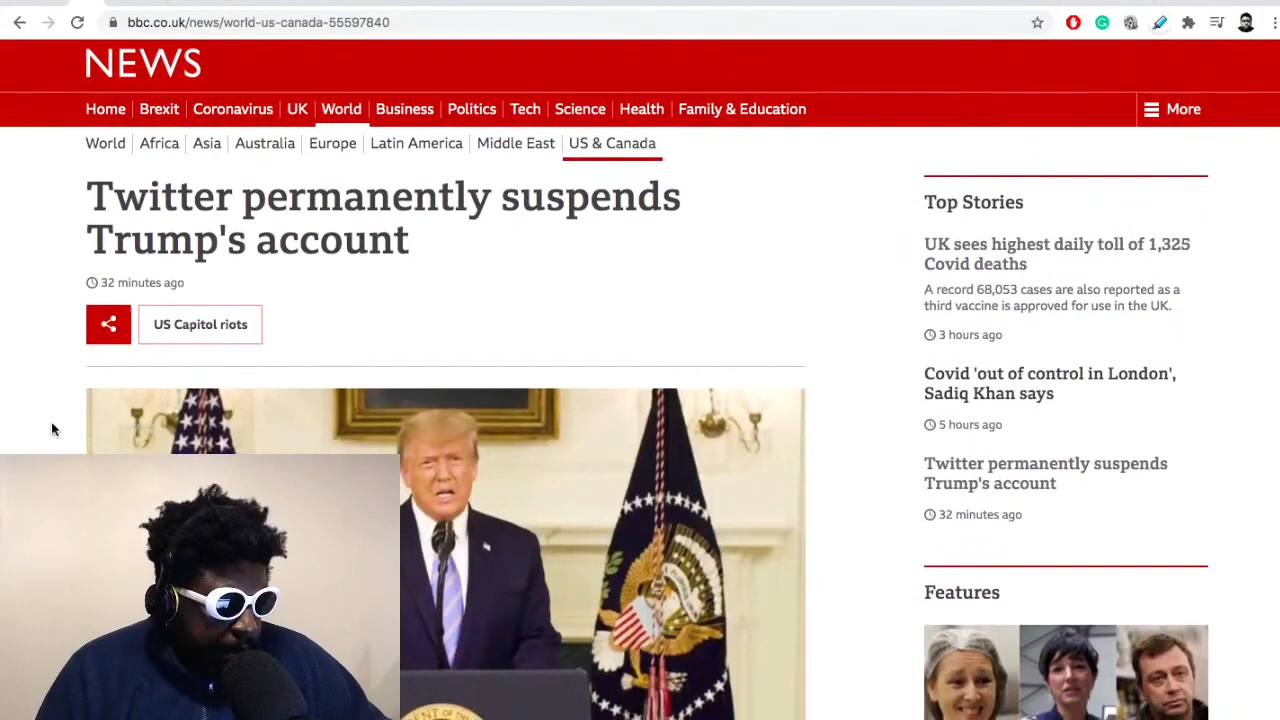 bbc.co.uk/news/world-us-canada-55597840
NEWS
Home Brexit Coronavirus UK World Business Politics Tech Science Health Family & Education More
World Africa Asia Australia Europe Latin America Middle East US & Canada
Twitter permanently suspends
Trump's account
32 minutes ago
US Capitol riots
Top Stories
UK sees highest daily toll of 1,325
Covid deaths
A record 68,053 cases are also reported as a
third vaccine is approved for use in the UK.
3 hours ago
Covid 'out of control in London',
Sadiq Khan says
5 hours ago
Twitter permanently suspends
Trump's account
32 minutes ago
Features